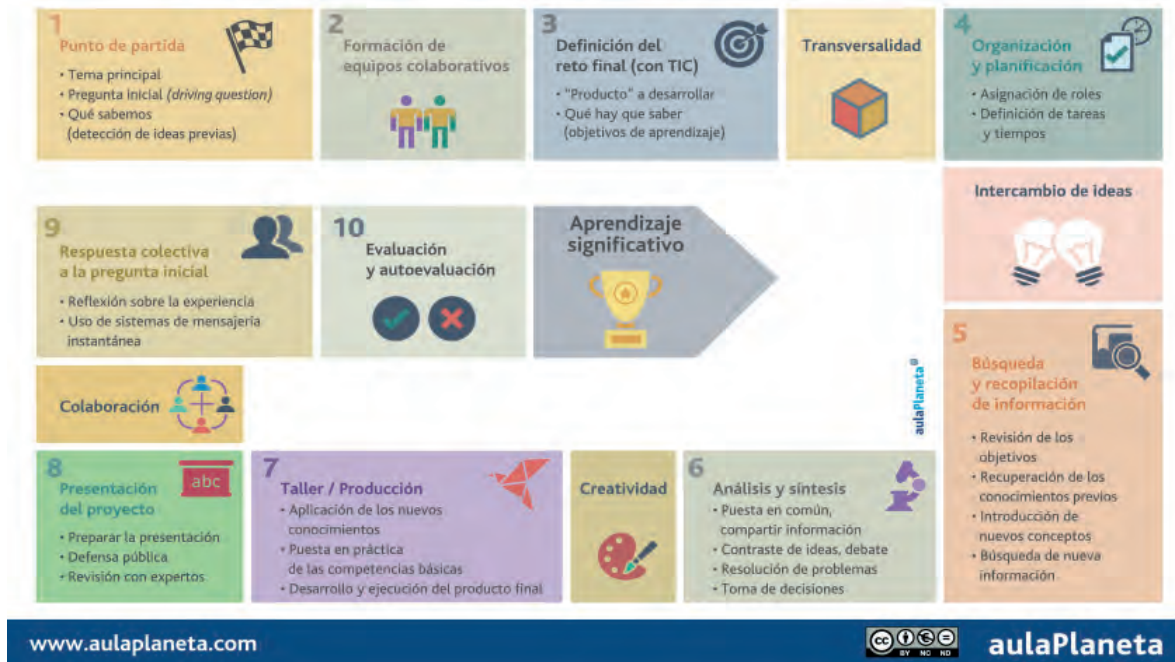 1
Punto de partida
• Tema principal
• Pregunta inicial (driving question)
• Qué sabemos
(detección de ideas previas)
2
Formación de
equipos colaborativos
3
Definición del
reto final (con TIC)
• "Producto" a desarrollar
• Qué hay que saber
(objetivos de aprendizaje)
Transversalidad
4
Organización
y planificación
• Asignación de roles
• Definición de tareas
y tiempos
Intercambio de ideas
5
Búsqueda
y recopilación
de información
• Revisión de los
objetivos
• Recuperación de los
conocimientos previos
• Introducción de
nuevos conceptos
• Búsqueda de nueva
información
6
Análisis y síntesis
• Puesta en común,
compartir información
• Contraste de ideas, debate
• Resolución de problemas
• Toma de decisiones
Creatividad
7
Taller / Producción
• Aplicación de los nuevos
conocimientos
• Puesta en práctica
de las competencias básicas
• Desarrollo y ejecución del producto final
8
abc
Presentación
del proyecto
• Preparar la presentación
• Defensa pública
• Revisión con expertos
Colaboración
9
Respuesta colectiva
a la pregunta inicial
• Reflexión sobre la experiencia
• Uso de sistemas de mensajería
instantánea
10
Evaluación
y autoevaluación
Aprendizaje
significativo
aulaPlaneta
www.aulaplaneta.com
cc
BY NC ND
aulaPlaneta